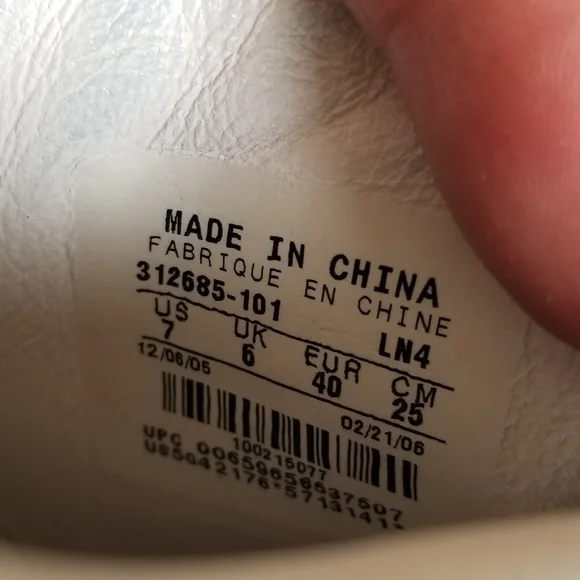 MADE IN CHINA
FABRIQUE EN CHINE
312685-101 LN4
US UK EUR CM
7 6 40 25
12/06/05 02/21/06
100215077
UPC